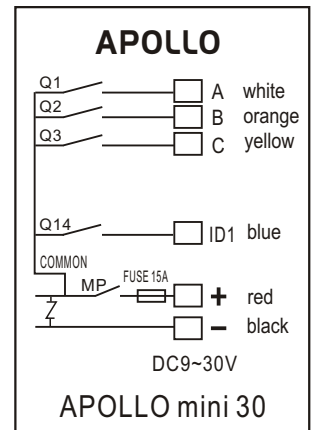 APOLLO
Q1 A white
Q2 B orange
Q3 C yellow
Q14 ID1 blue
COMMON
MP FUSE 15A + red
− black
DC9~30V
APOLLO mini 30